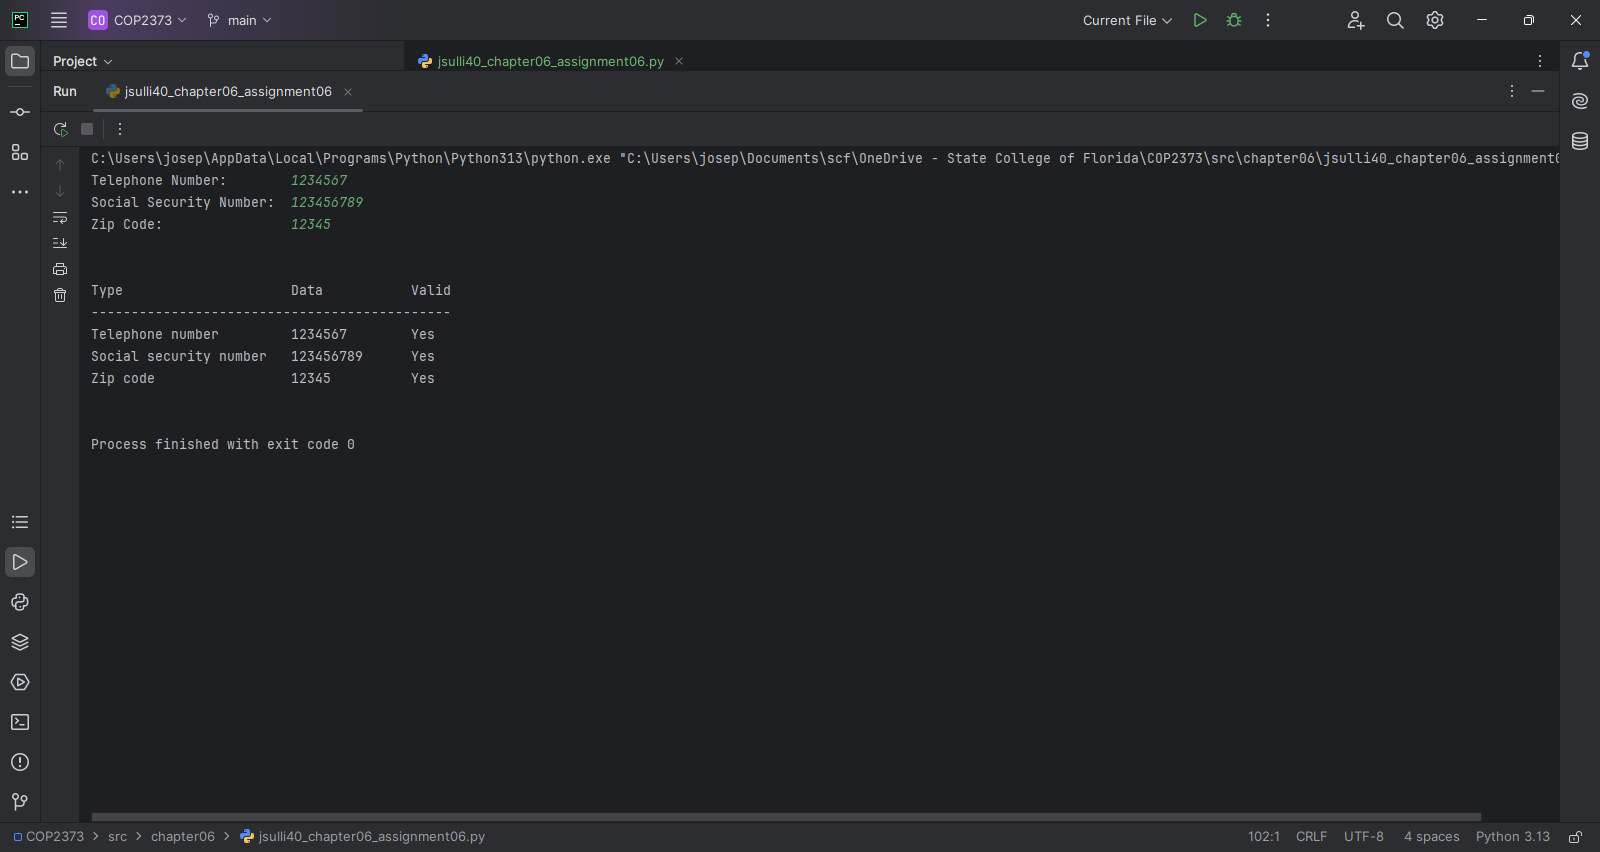 PC CO COP2373 main Current File
Project jsulli40_chapter06_assignment06.py
Run jsulli40_chapter06_assignment06
C:\Users\josep\AppData\Local\Programs\Python\Python313\python.exe "C:\Users\josep\Documents\scf\OneDrive - State College of Florida\COP2373\src\chapter06\jsulli40_chapter06_assignment0
Telephone Number: 1234567
Social Security Number: 123456789
Zip Code: 12345
Type Data Valid
---------------------------------------------
Telephone number 1234567 Yes
Social security number 123456789 Yes
Zip code 12345 Yes
Process finished with exit code 0
COP2373 > src > chapter06 > jsulli40_chapter06_assignment06.py 102:1 CRLF UTF-8 4 spaces Python 3.13